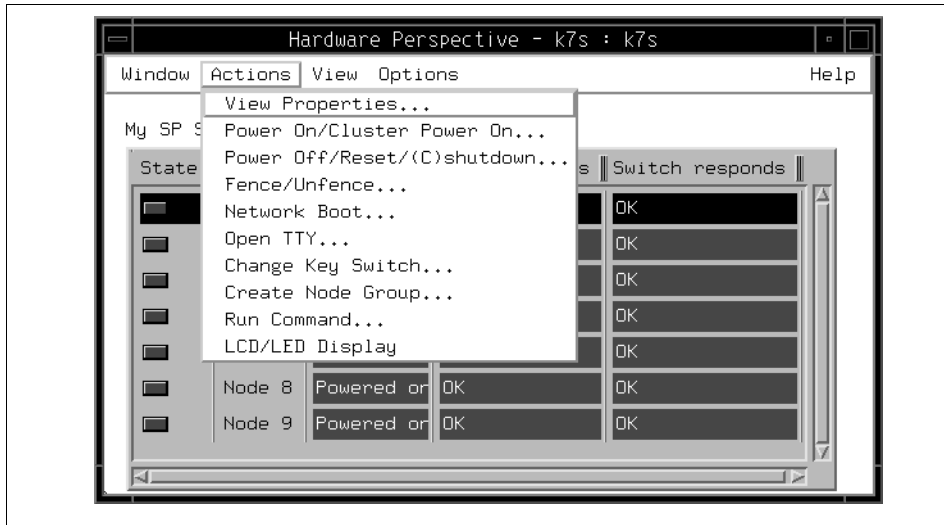 Hardware Perspective - k7s : k7s
Window Actions View Options Help
View Properties...
My SP S
Power On/Cluster Power On...
Power Off/Reset/(C)shutdown...
State s Switch responds
Fence/Unfence...
Network Boot... OK
Open TTY... OK
Change Key Switch... OK
Create Node Group...
Run Command... OK
LCD/LED Display OK
Node 8 Powered on OK OK
Node 9 Powered on OK OK